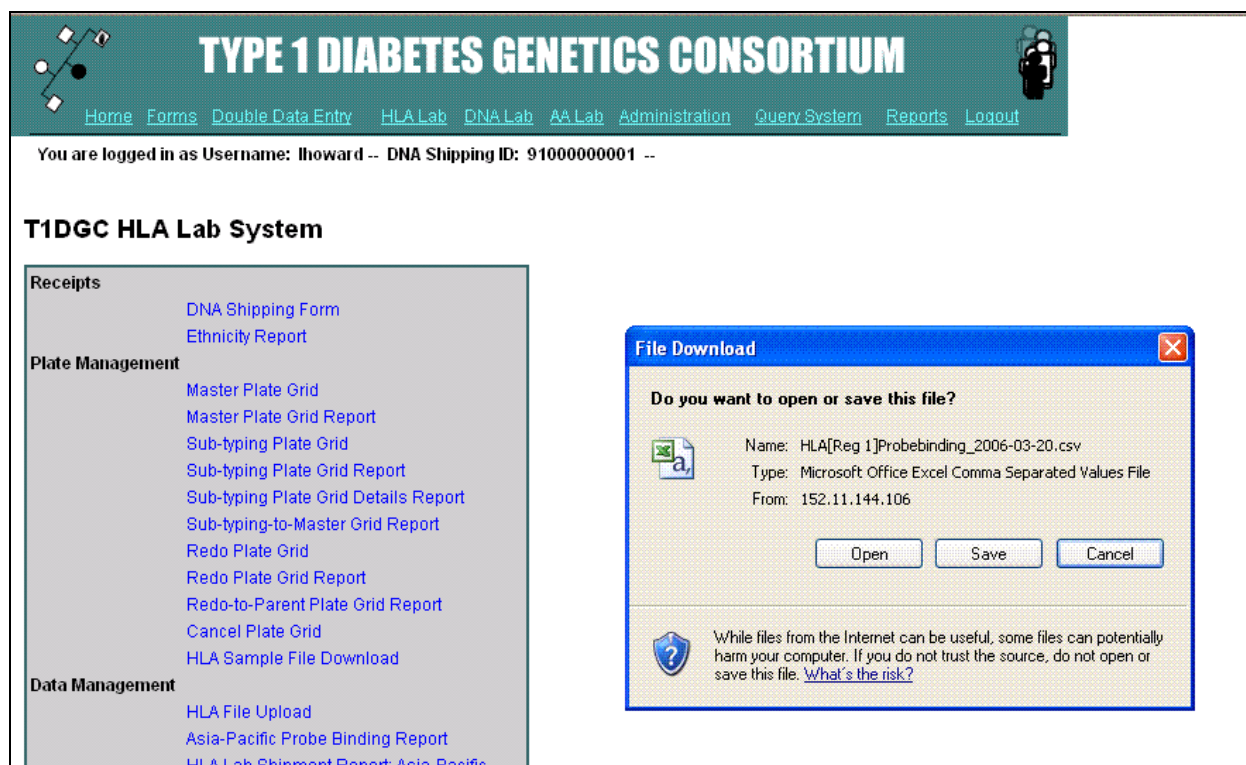 TYPE 1 DIABETES GENETICS CONSORTIUM
Home Forms Double Data Entry HLA Lab DNA Lab AA Lab Administration Query System Reports Logout
You are logged in as Username: lhoward -- DNA Shipping ID: 91000000001 --
T1DGC HLA Lab System
Receipts
DNA Shipping Form
Ethnicity Report
Plate Management
Master Plate Grid
Master Plate Grid Report
Sub-typing Plate Grid
Sub-typing Plate Grid Report
Sub-typing Plate Grid Details Report
Sub-typing-to-Master Grid Report
Redo Plate Grid
Redo Plate Grid Report
Redo-to-Parent Plate Grid Report
Cancel Plate Grid
HLA Sample File Download
Data Management
HLA File Upload
Asia-Pacific Probe Binding Report
HLA Lab Shipment Report: Asia-Pacific
File Download
Do you want to open or save this file?
Name: HLA[Reg 1]Probebinding_2006-03-20.csv
Type: Microsoft Office Excel Comma Separated Values File
From: 152.11.144.106
Open Save Cancel
While files from the Internet can be useful, some files can potentially
harm your computer. If you do not trust the source, do not open or
save this file. What's the risk?